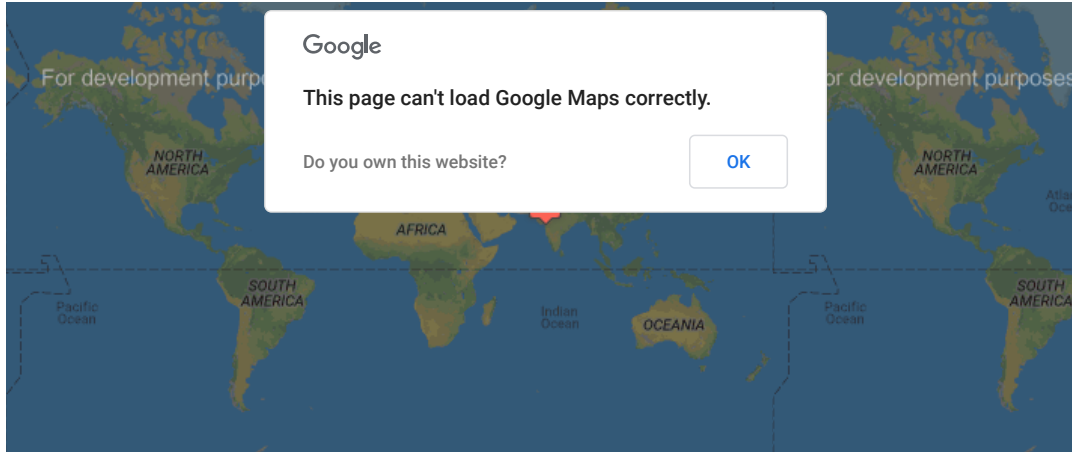 Google
This page can't load Google Maps correctly.
Do you own this website?
OK
For development
or development purposes
NORTH
AMERICA
NORTH
AMERICA
AFRICA
SOUTH
AMERICA
SOUTH
AMERICA
Pacific
Ocean
Indian
Ocean
OCEANIA
Pacific
Ocean